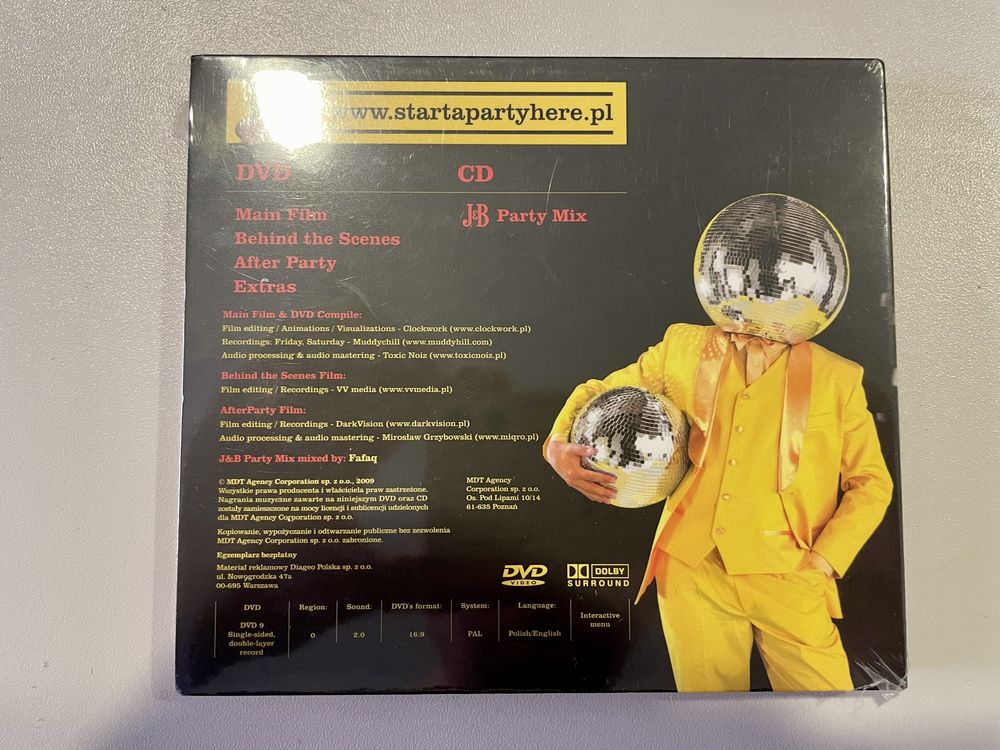 www.startapartyhere.pl
DVD
CD
Main Film
J&B Party Mix
Behind the Scenes
After Party
Extras
Main Film & DVD Compile:
Film editing / Animations / Visualizations - Clockwork (www.clockwork.pl)
Recordings: Friday, Saturday - Muddychill (www.muddyhill.com)
Audio processing & audio mastering - Toxic Noiz (www.toxicnoiz.pl)
Behind the Scenes Film:
Film editing / Recordings - VV media (www.vvmedia.pl)
AfterParty Film:
Film editing / Recordings - DarkVision (www.darkvision.pl)
Audio processing & audio mastering - Mirosław Grzybowski (www.miqro.pl)
J&B Party Mix mixed by: Fafaq
© MDT Agency Corporation sp. z o.o., 2009
Wszystkie prawa producenta i właściciela praw zastrzeżone.
Nagrania muzyczne zawarte na niniejszym DVD oraz CD
zostały zamieszczone na mocy licencji i sublicencji udzielonych
dla MDT Agency Corporation sp. z o.o.
MDT Agency
Corporation sp. z o.o.
Os. Pod Lipami 10/14
61-635 Poznań
Kopiowanie, wypożyczanie i odtwarzanie publiczne bez zezwolenia
MDT Agency Corporation sp. z o.o. zabronione.
Egzemplarz bezpłatny
Materiał reklamowy Diageo Polska sp. z o.o.
ul. Nowogrodzka 47a
00-695 Warszawa
DVD VIDEO
DOLBY SURROUND
DVD
DVD 9
Single-sided,
double-layer
record
Region:
0
Sound:
2.0
DVD's format:
16:9
System:
PAL
Language:
Polish/English
Interactive
menu